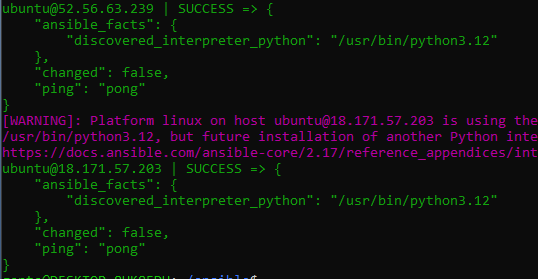 ubuntu@52.56.63.239 | SUCCESS => {
    "ansible_facts": {
        "discovered_interpreter_python": "/usr/bin/python3.12"
    },
    "changed": false,
    "ping": "pong"
}
[WARNING]: Platform linux on host ubuntu@18.171.57.203 is using the
/usr/bin/python3.12, but future installation of another Python inte
https://docs.ansible.com/ansible-core/2.17/reference_appendices/int
ubuntu@18.171.57.203 | SUCCESS => {
    "ansible_facts": {
        "discovered_interpreter_python": "/usr/bin/python3.12"
    },
    "changed": false,
    "ping": "pong"
}